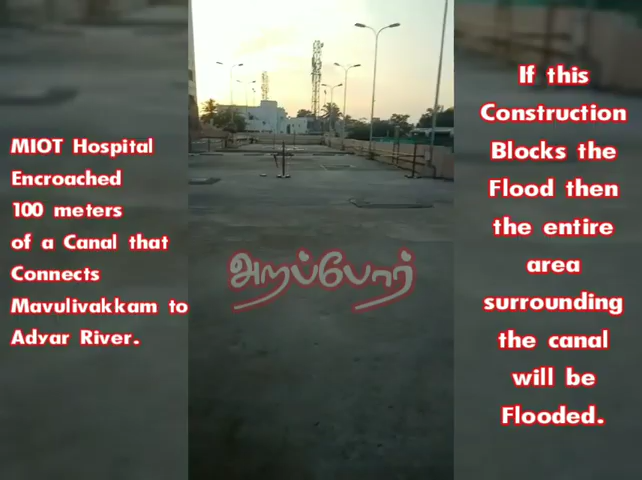 MIOT Hospital
Encroached
100 meters
of a Canal that
Connects
Mavulivakkam to
Adyar River.
அறப்போர்
If this
Construction
Blocks the
Flood then
the entire
area
surrounding
the canal
will be
Flooded.